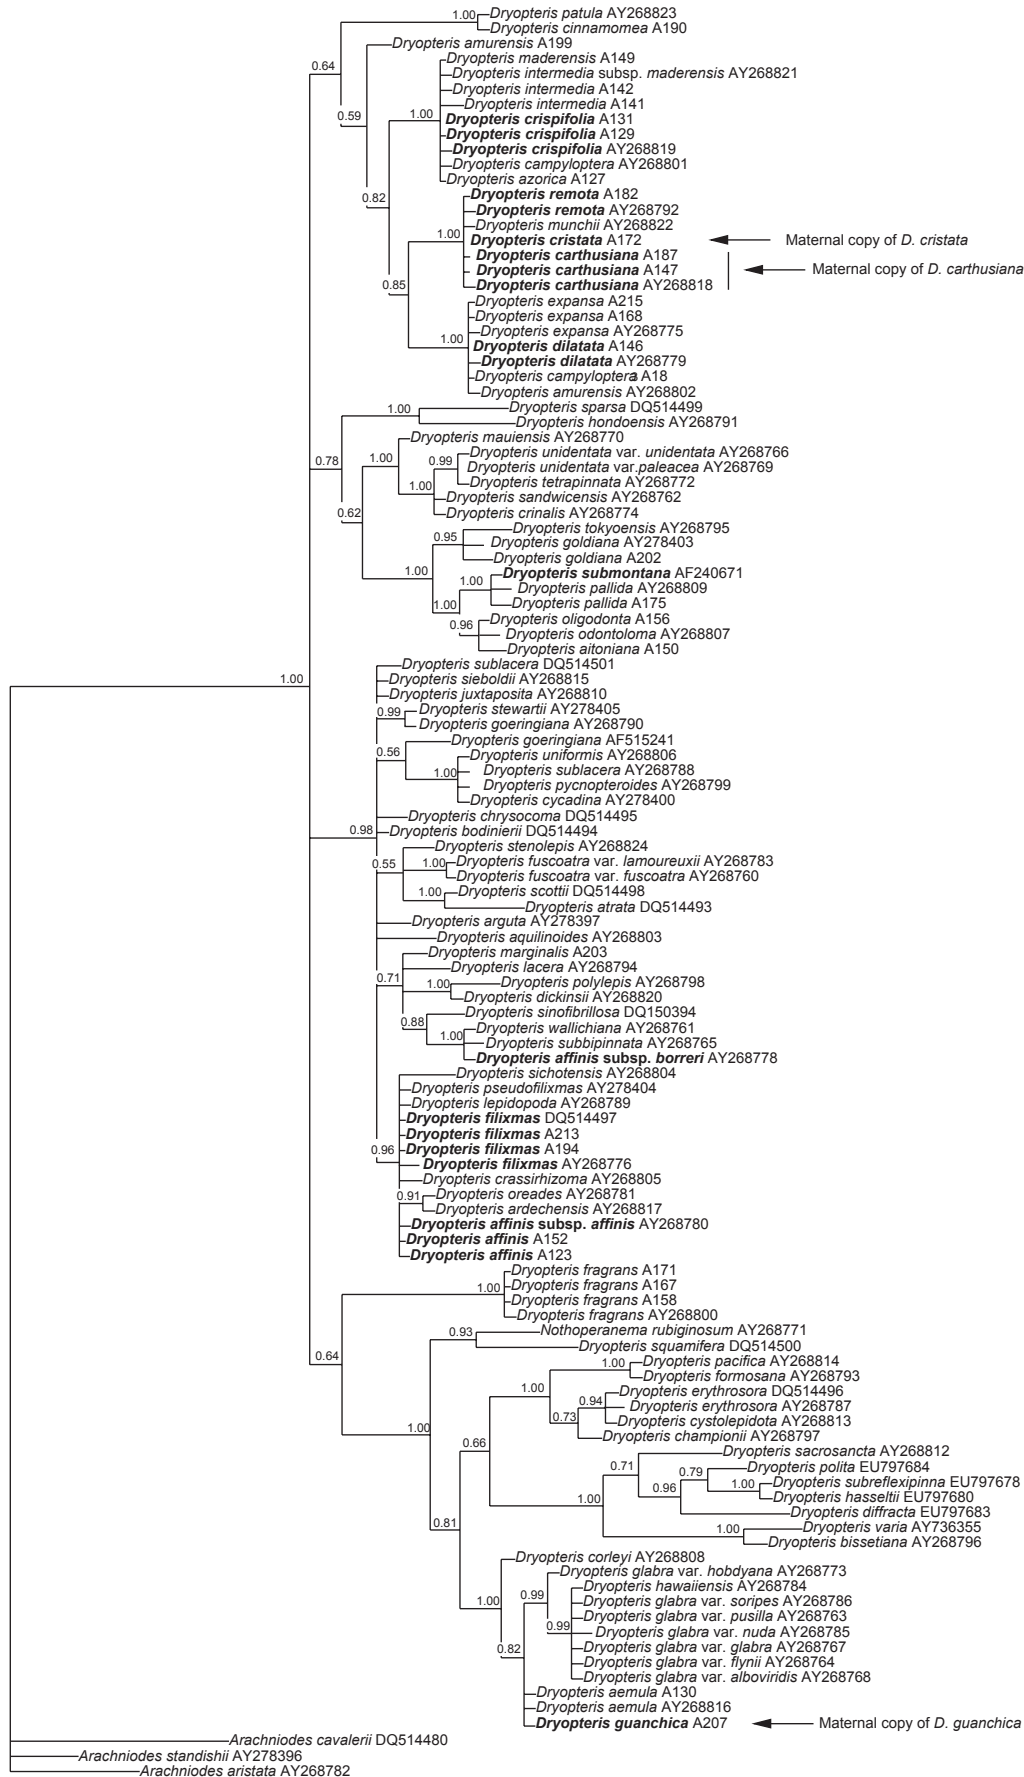 1.00
Dryopteris patula AY268823
Dryopteris cinnamomea A190
Dryopteris amurensis A199
0.64
Dryopteris maderensis A149
Dryopteris intermedia subsp. maderensis AY268821
Dryopteris intermedia A142
Dryopteris intermedia A141
0.59
1.00
Dryopteris crispifolia A131
Dryopteris crispifolia A129
Dryopteris crispifolia AY268819
Dryopteris campyloptera AY268801
Dryopteris azorica A127
0.82
Dryopteris remota A182
Dryopteris remota AY268792
Dryopteris munchii AY268822
1.00
Dryopteris cristata A172
Maternal copy of D. cristata
Dryopteris carthusiana A187
Dryopteris carthusiana A147
Maternal copy of D. carthusiana
Dryopteris carthusiana AY268818
0.85
Dryopteris expansa A215
Dryopteris expansa A168
Dryopteris expansa AY268775
1.00
Dryopteris dilatata A146
Dryopteris dilatata AY268779
Dryopteris campyloptera A18
Dryopteris amurensis AY268802
1.00
Dryopteris sparsa DQ514499
Dryopteris hondoensis AY268791
Dryopteris mauiensis AY268770
0.78
1.00
Dryopteris unidentata var. unidentata AY268766
0.99
Dryopteris unidentata var.paleacea AY268769
Dryopteris tetrapinnata AY268772
1.00
Dryopteris sandwicensis AY268762
Dryopteris crinalis AY268774
0.62
Dryopteris tokyoensis AY268795
0.95
Dryopteris goldiana AY278403
Dryopteris goldiana A202
1.00
Dryopteris submontana AF240671
1.00
Dryopteris pallida AY268809
Dryopteris pallida A175
1.00
Dryopteris oligodonta A156
0.96
Dryopteris odontoloma AY268807
Dryopteris aitoniana A150
Dryopteris sublacera DQ514501
1.00
Dryopteris sieboldii AY268815
Dryopteris juxtaposita AY268810
0.99
Dryopteris stewartii AY278405
Dryopteris goeringiana AY268790
Dryopteris goeringiana AF515241
0.56
Dryopteris uniformis AY268806
1.00
Dryopteris sublacera AY268788
Dryopteris pycnopteroides AY268799
Dryopteris cycadina AY278400
Dryopteris chrysocoma DQ514495
0.98
Dryopteris bodinierii DQ514494
Dryopteris stenolepis AY268824
0.55
1.00
Dryopteris fuscoatra var. lamoureuxii AY268783
Dryopteris fuscoatra var. fuscoatra AY268760
1.00
Dryopteris scottii DQ514498
Dryopteris atrata DQ514493
Dryopteris arguta AY278397
Dryopteris aquilinoides AY268803
Dryopteris marginalis A203
Dryopteris lacera AY268794
0.71
1.00
Dryopteris polylepis AY268798
Dryopteris dickinsii AY268820
Dryopteris sinofibrillosa DQ150394
0.88
Dryopteris wallichiana AY268761
1.00
Dryopteris subbipinnata AY268765
Dryopteris affinis subsp. borreri AY268778
Dryopteris sichotensis AY268804
Dryopteris pseudofilixmas AY278404
Dryopteris lepidopoda AY268789
Dryopteris filixmas DQ514497
Dryopteris filixmas A213
0.96
Dryopteris filixmas A194
Dryopteris filixmas AY268776
Dryopteris crassirhizoma AY268805
0.91
Dryopteris oreades AY268781
Dryopteris ardechensis AY268817
Dryopteris affinis subsp. affinis AY268780
Dryopteris affinis A152
Dryopteris affinis A123
Dryopteris fragrans A171
1.00
Dryopteris fragrans A167
Dryopteris fragrans A158
Dryopteris fragrans AY268800
0.93
Nothoperanema rubiginosum AY268771
Dryopteris squamifera DQ514500
0.64
1.00
Dryopteris pacifica AY268814
Dryopteris formosana AY268793
1.00
Dryopteris erythrosora DQ514496
0.94
Dryopteris erythrosora AY268787
0.73
Dryopteris cystolepidota AY268813
Dryopteris championii AY268797
1.00
0.66
Dryopteris sacrosancta AY268812
0.71
0.79
Dryopteris polita EU797684
1.00
Dryopteris subreflexipinna EU797678
0.96
Dryopteris hasseltii EU797680
1.00
Dryopteris diffracta EU797683
0.81
1.00
Dryopteris varia AY736355
Dryopteris bissetiana AY268796
Dryopteris corleyi AY268808
Dryopteris glabra var. hobdyana AY268773
1.00
0.99
Dryopteris hawaiiensis AY268784
Dryopteris glabra var. soripes AY268786
Dryopteris glabra var. pusilla AY268763
0.99
Dryopteris glabra var. nuda AY268785
0.82
Dryopteris glabra var. glabra AY268767
Dryopteris glabra var. flynii AY268764
Dryopteris glabra var. alboviridis AY268768
Dryopteris aemula A130
Dryopteris aemula AY268816
Dryopteris guanchica A207
Maternal copy of D. guanchica
Arachniodes cavalerii DQ514480
Arachniodes standishii AY278396
Arachniodes aristata AY268782